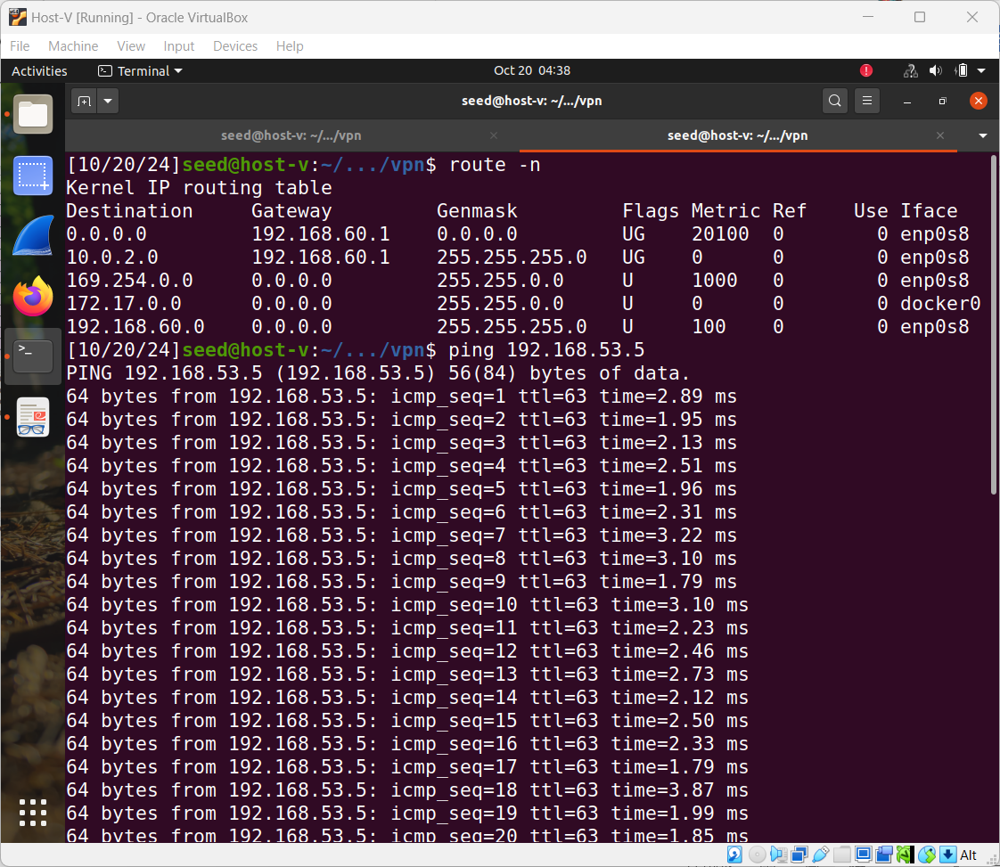 Host-V [Running] - Oracle VirtualBox
File Machine View Input Devices Help
Activities Terminal Oct 20 04:38
seed@host-v: ~/.../vpn
seed@host-v: ~/.../vpn seed@host-v: ~/.../vpn
[10/20/24]seed@host-v:~/.../vpn$ route -n
Kernel IP routing table
Destination Gateway Genmask Flags Metric Ref Use Iface
0.0.0.0 192.168.60.1 0.0.0.0 UG 20100 0 0 enp0s8
10.0.2.0 192.168.60.1 255.255.255.0 UG 0 0 0 enp0s8
169.254.0.0 0.0.0.0 255.255.0.0 U 1000 0 0 enp0s8
172.17.0.0 0.0.0.0 255.255.0.0 U 0 0 0 docker0
192.168.60.0 0.0.0.0 255.255.255.0 U 100 0 0 enp0s8
[10/20/24]seed@host-v:~/.../vpn$ ping 192.168.53.5
PING 192.168.53.5 (192.168.53.5) 56(84) bytes of data.
64 bytes from 192.168.53.5: icmp_seq=1 ttl=63 time=2.89 ms
64 bytes from 192.168.53.5: icmp_seq=2 ttl=63 time=1.95 ms
64 bytes from 192.168.53.5: icmp_seq=3 ttl=63 time=2.13 ms
64 bytes from 192.168.53.5: icmp_seq=4 ttl=63 time=2.51 ms
64 bytes from 192.168.53.5: icmp_seq=5 ttl=63 time=1.96 ms
64 bytes from 192.168.53.5: icmp_seq=6 ttl=63 time=2.31 ms
64 bytes from 192.168.53.5: icmp_seq=7 ttl=63 time=3.22 ms
64 bytes from 192.168.53.5: icmp_seq=8 ttl=63 time=3.10 ms
64 bytes from 192.168.53.5: icmp_seq=9 ttl=63 time=1.79 ms
64 bytes from 192.168.53.5: icmp_seq=10 ttl=63 time=3.10 ms
64 bytes from 192.168.53.5: icmp_seq=11 ttl=63 time=2.23 ms
64 bytes from 192.168.53.5: icmp_seq=12 ttl=63 time=2.46 ms
64 bytes from 192.168.53.5: icmp_seq=13 ttl=63 time=2.73 ms
64 bytes from 192.168.53.5: icmp_seq=14 ttl=63 time=2.12 ms
64 bytes from 192.168.53.5: icmp_seq=15 ttl=63 time=2.50 ms
64 bytes from 192.168.53.5: icmp_seq=16 ttl=63 time=2.33 ms
64 bytes from 192.168.53.5: icmp_seq=17 ttl=63 time=1.79 ms
64 bytes from 192.168.53.5: icmp_seq=18 ttl=63 time=3.87 ms
64 bytes from 192.168.53.5: icmp_seq=19 ttl=63 time=1.99 ms
64 bytes from 192.168.53.5: icmp_seq=20 ttl=63 time=1.85 ms
Alt